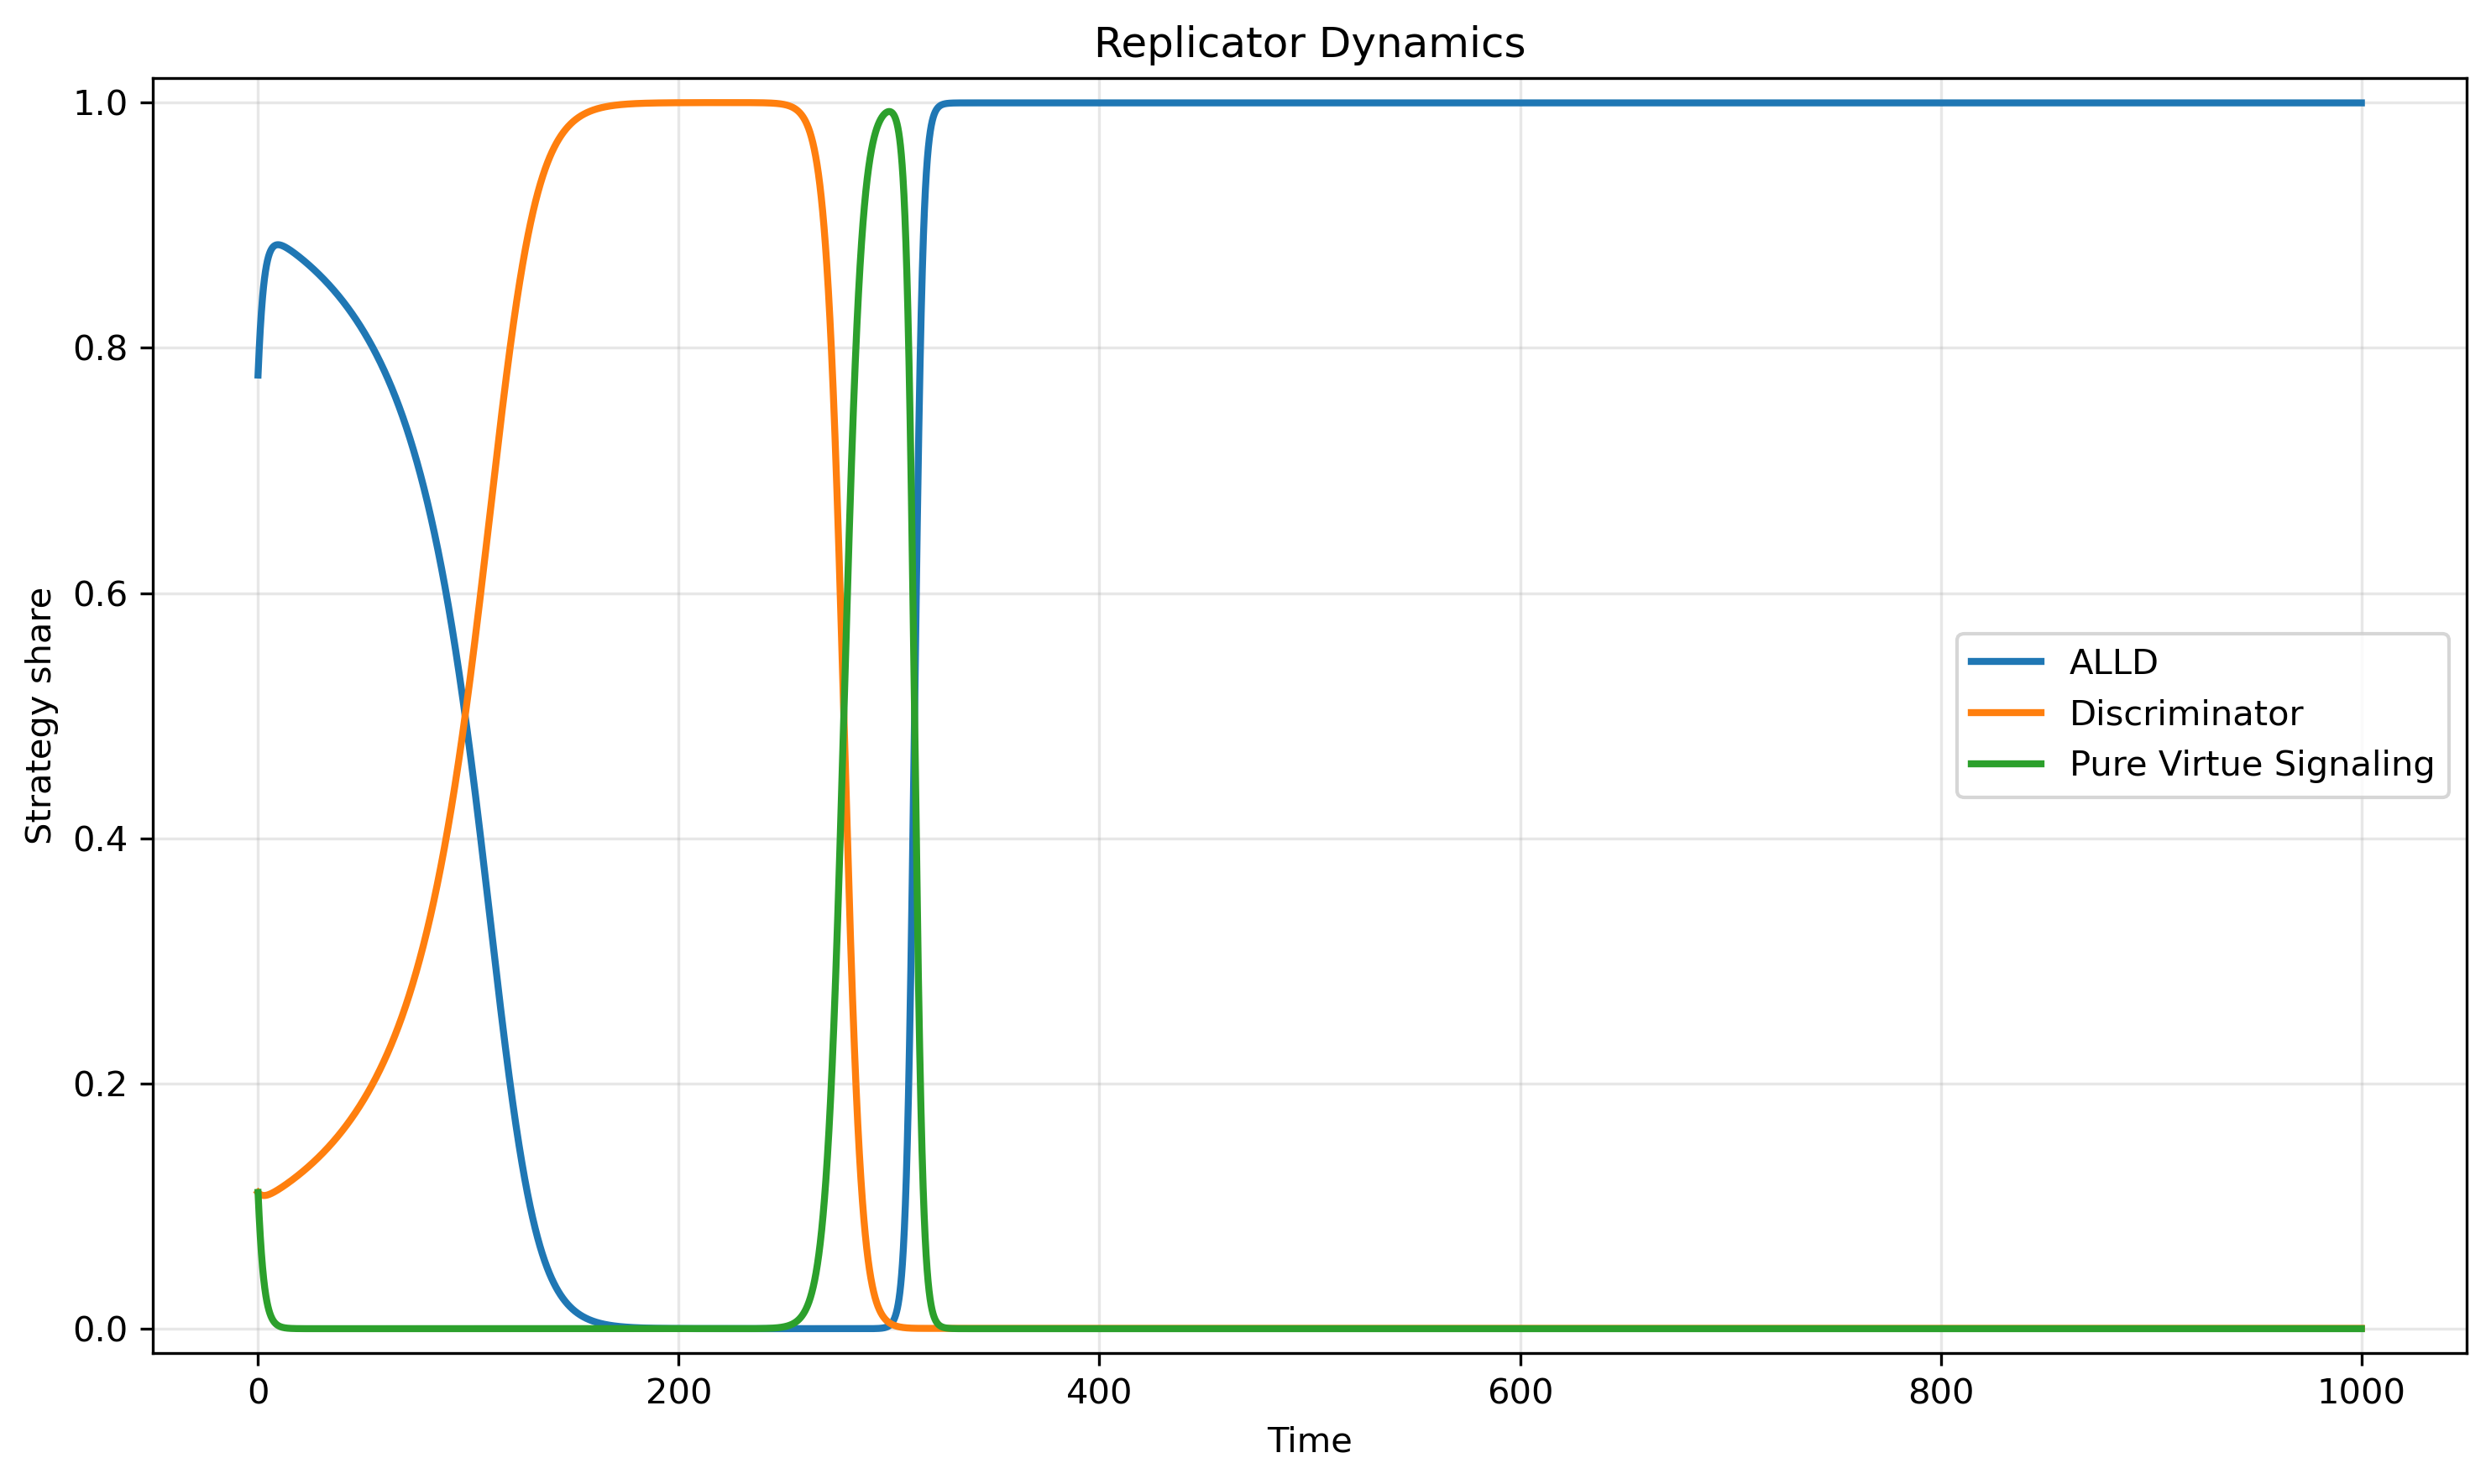 Replicator Dynamics
1.0
0.8
0.6
0.4
0.2
0.0
Strategy share
ALLD
Discriminator
Pure Virtue Signaling
0 200 400 600 800 1000
Time